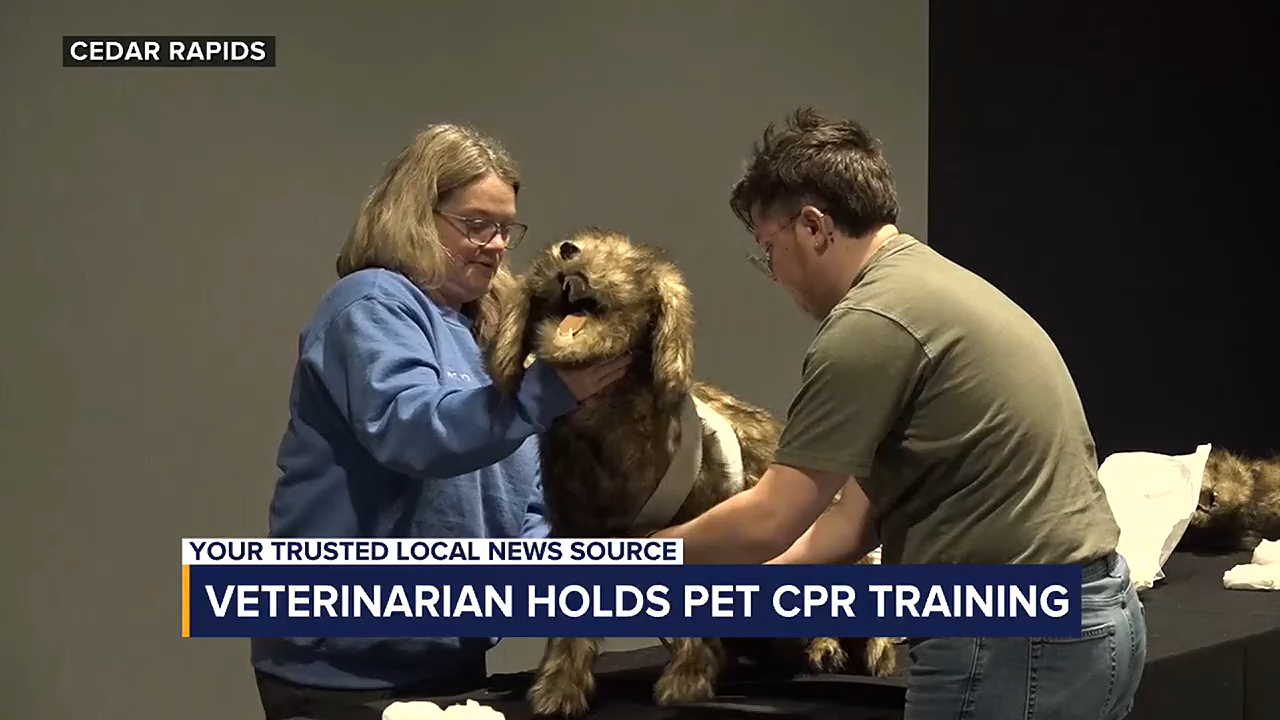 CEDAR RAPIDS
YOUR TRUSTED LOCAL NEWS SOURCE
VETERINARIAN HOLDS PET CPR TRAINING